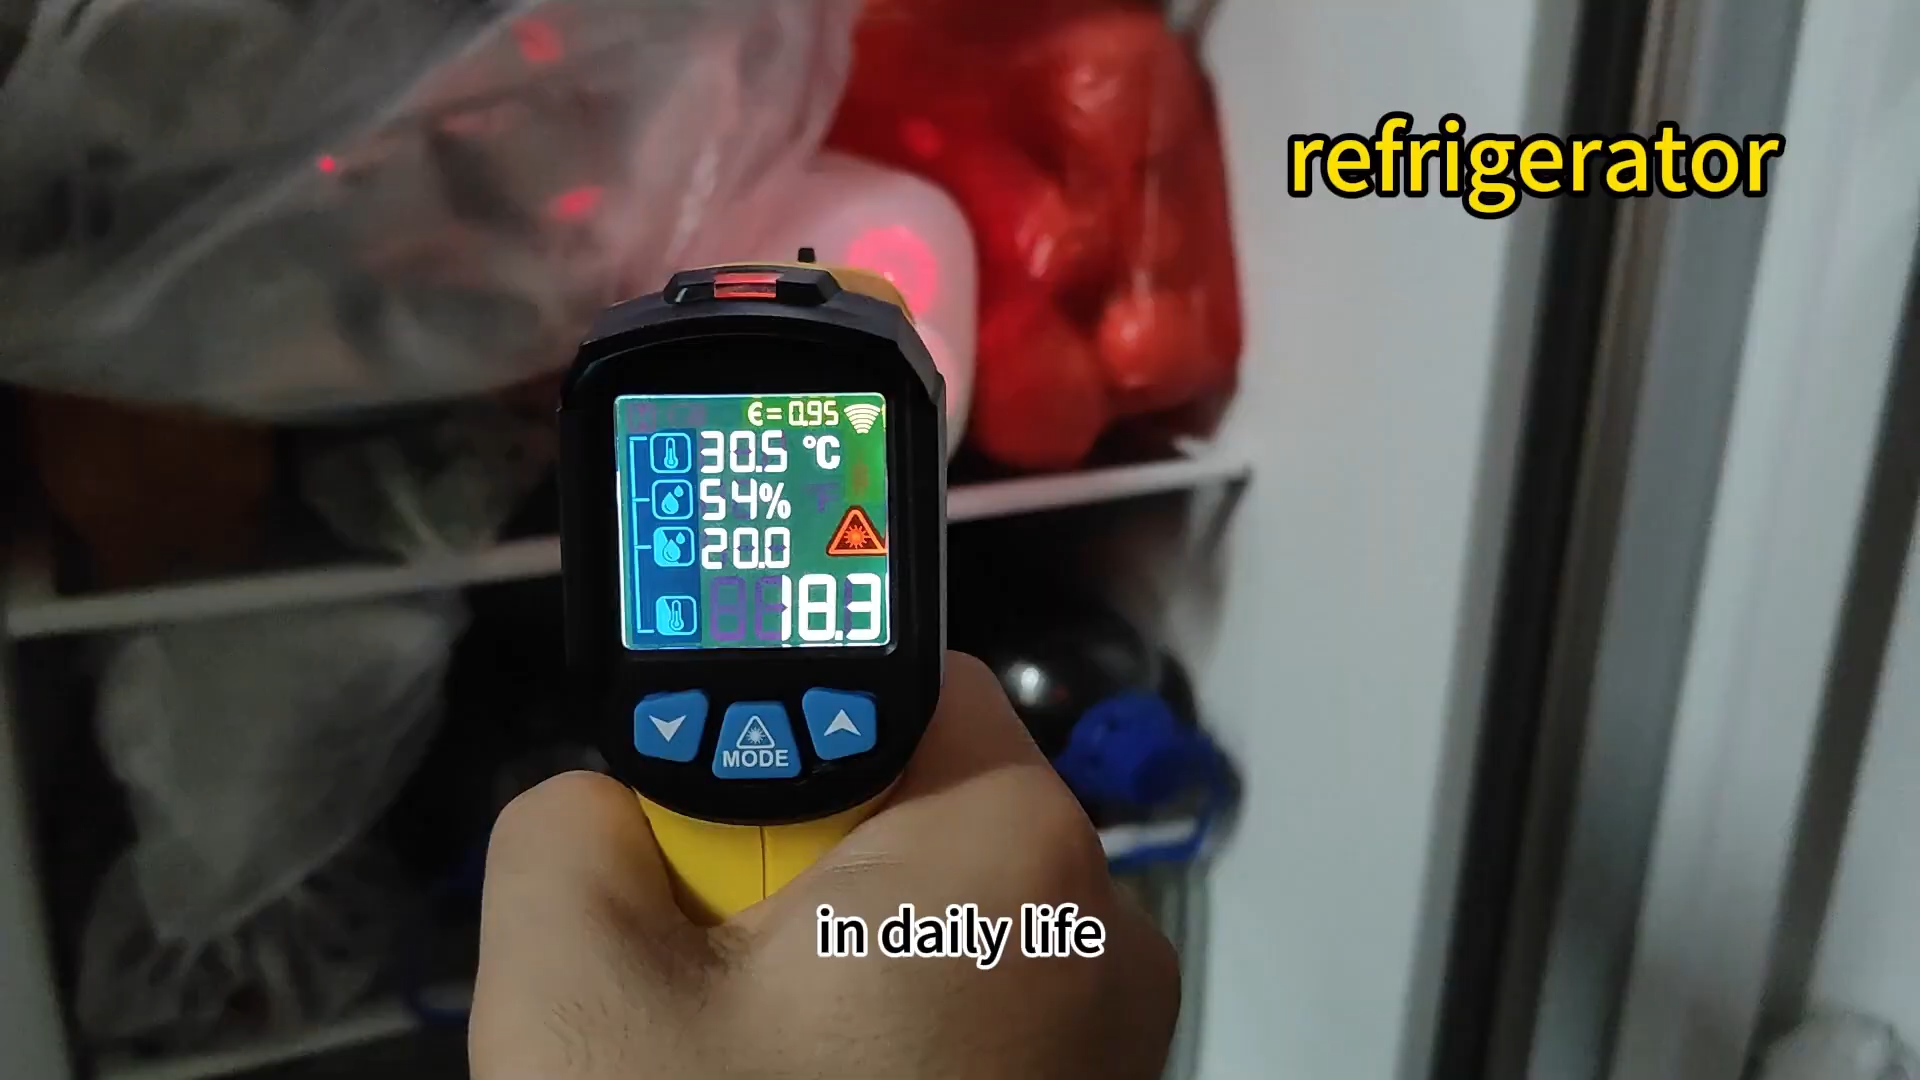 refrigerator
ϵ= 0.95
30.5 °C
54%
20.0
18.3
MODE
in daily life